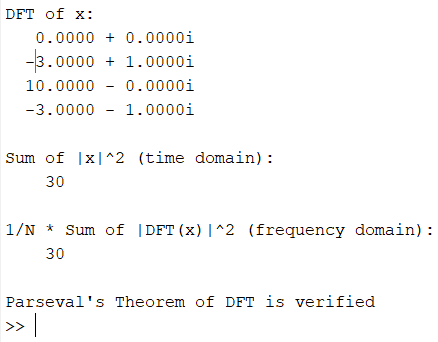 DFT of x:
0.0000 + 0.0000i
-3.0000 + 1.0000i
10.0000 - 0.0000i
-3.0000 - 1.0000i
Sum of |x|^2 (time domain):
30
1/N * Sum of |DFT(x)|^2 (frequency domain):
30
Parseval's Theorem of DFT is verified
>>